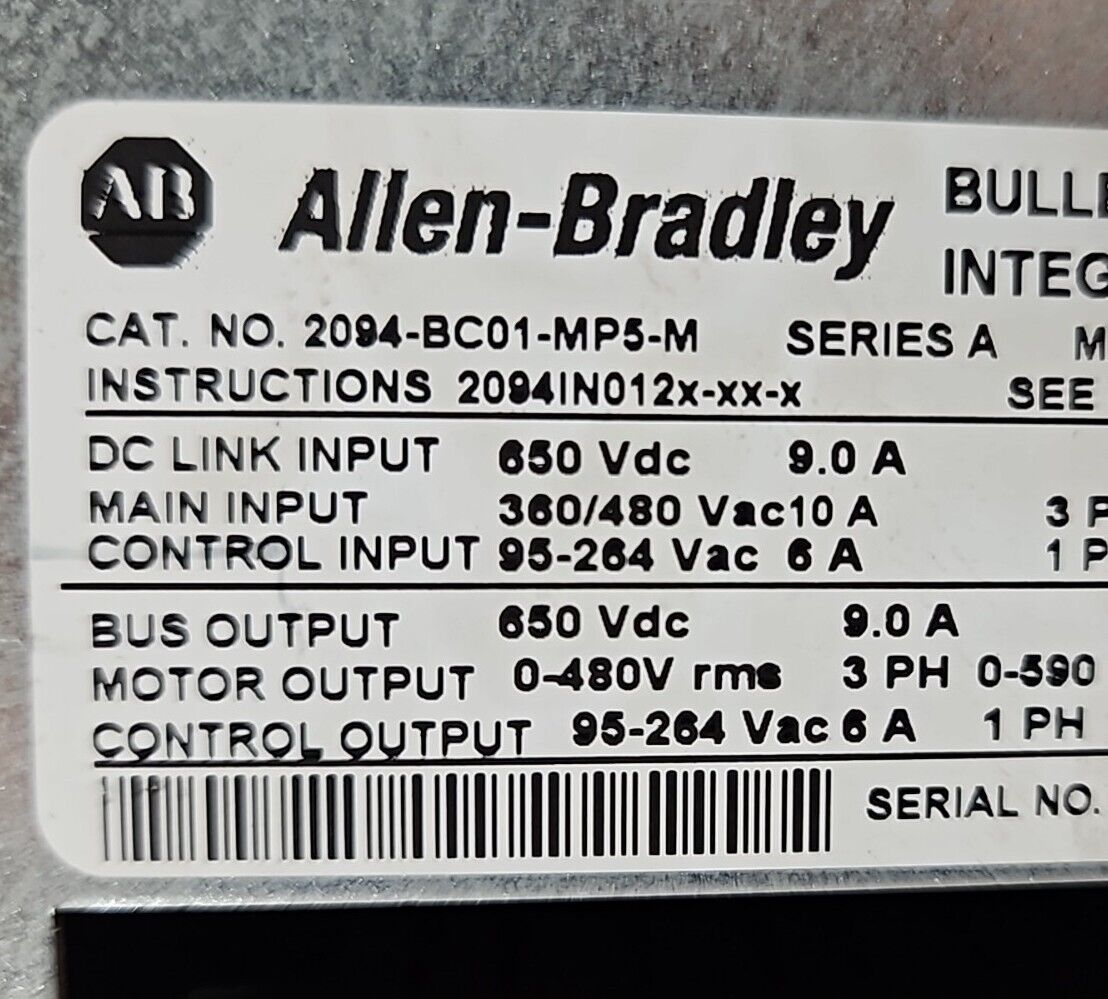 AB Allen-Bradley BULLE
INTEG
CAT. NO. 2094-BC01-MP5-M SERIES A M
INSTRUCTIONS 2094IN012x-xx-x SEE
DC LINK INPUT 650 Vdc 9.0 A
MAIN INPUT 360/480 Vac10 A 3 P
CONTROL INPUT 95-264 Vac 6 A 1 P
BUS OUTPUT 650 Vdc 9.0 A
MOTOR OUTPUT 0-480V rms 3 PH 0-590
CONTROL OUTPUT 95-264 Vac 6 A 1 PH
SERIAL NO.